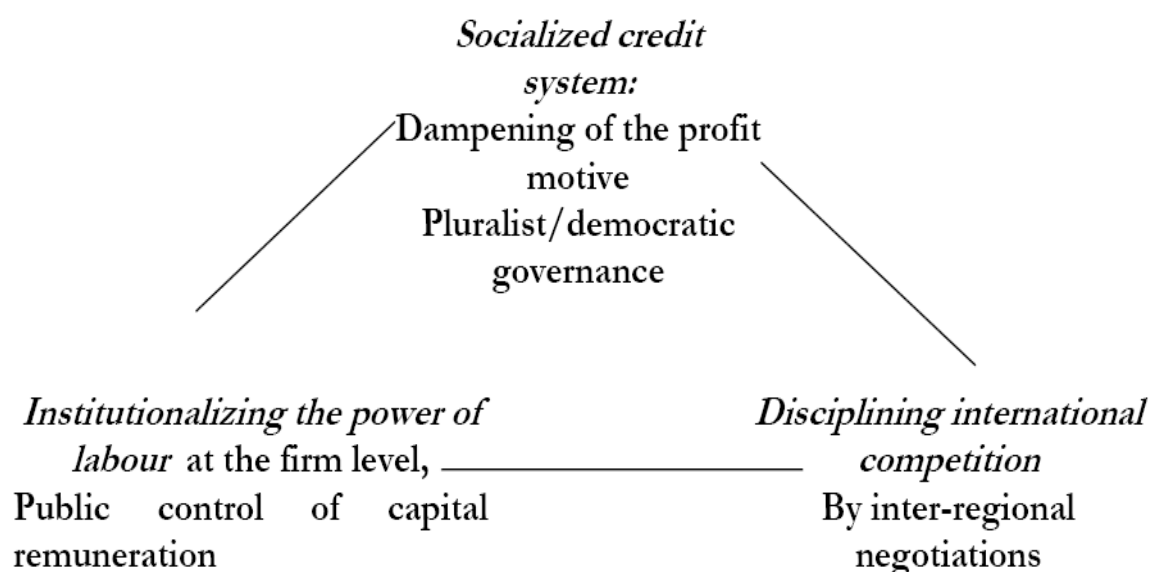 Socialized credit
system:
Dampening of the profit
motive
Pluralist/democratic
governance
Institutionalizing the power of
labour at the firm level,
Public control of capital
remuneration
Disciplining international
competition
By inter-regional
negotiations